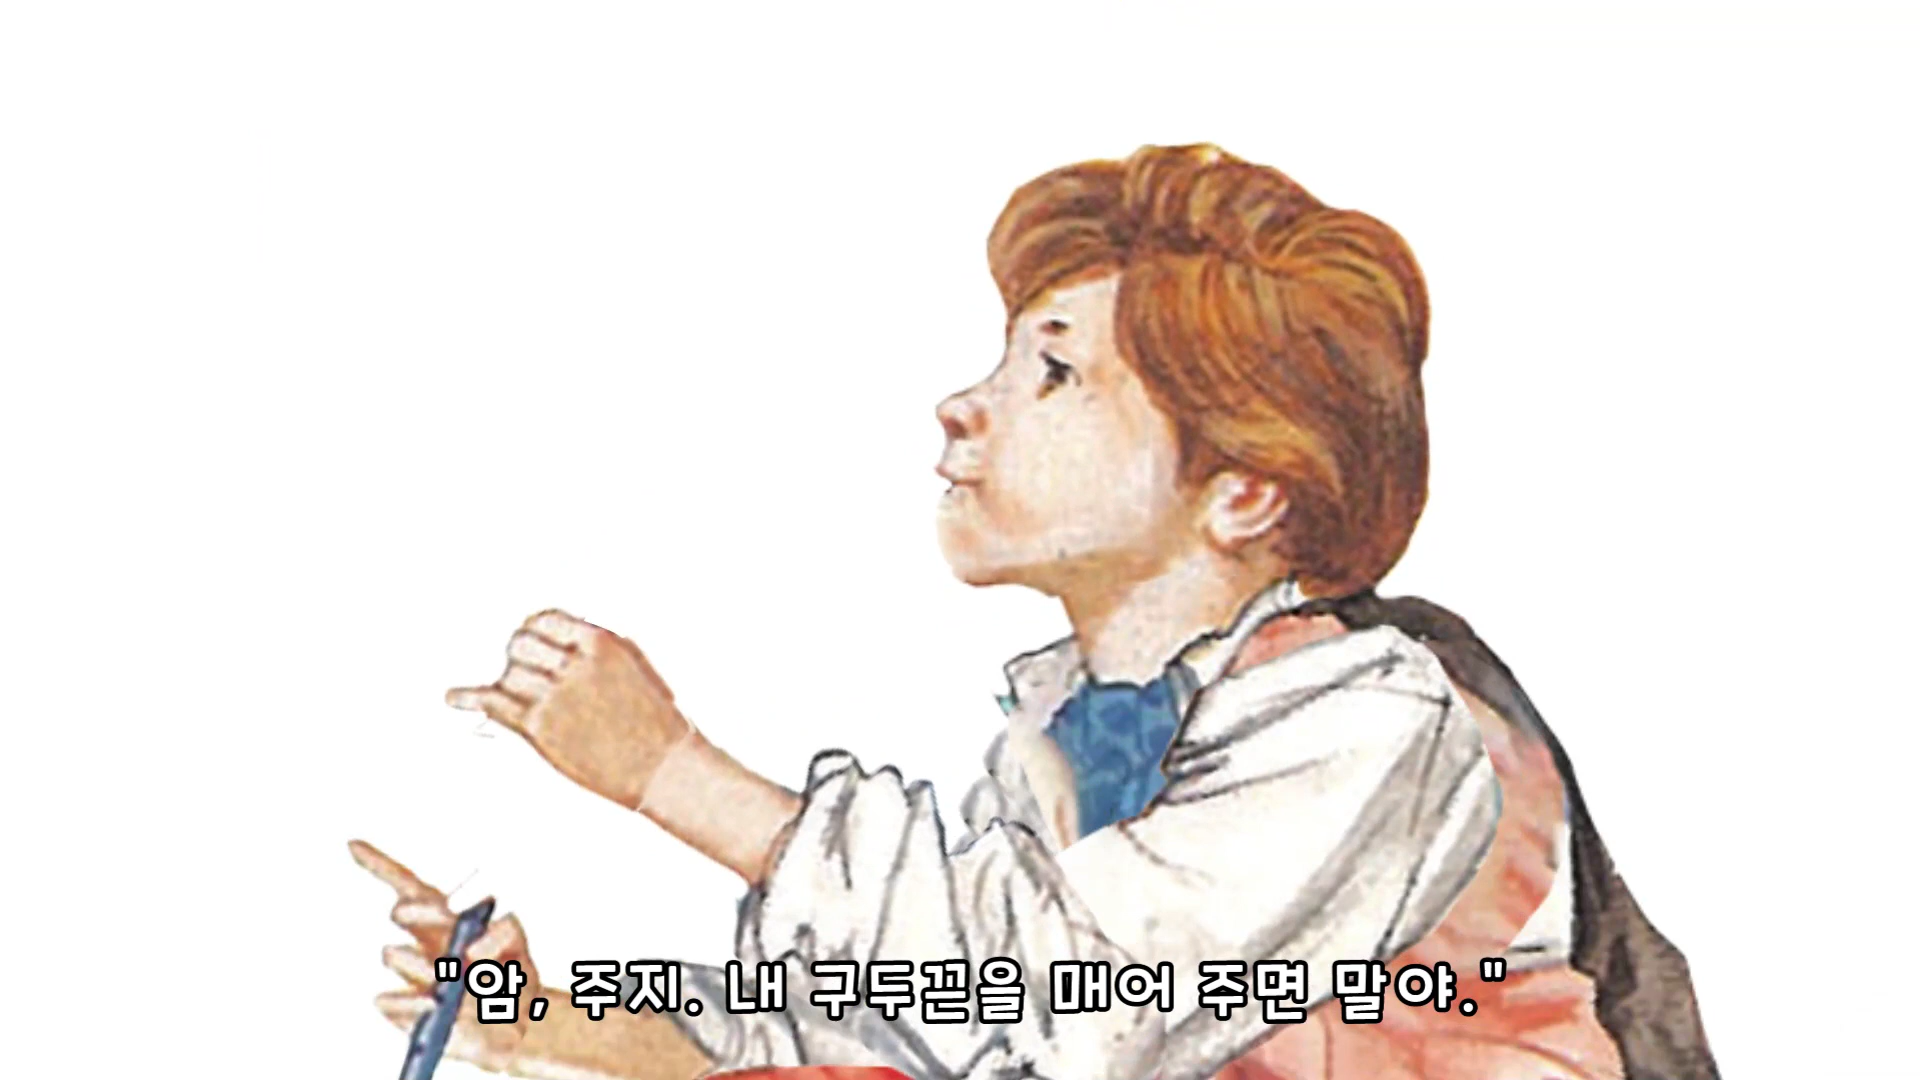 "암, 주지. 내 구두끈을 매어 주면 말야."